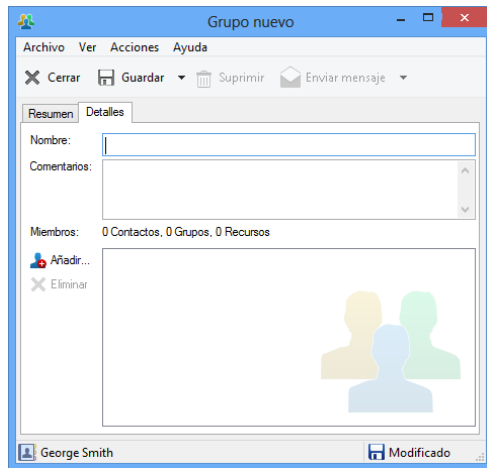 Grupo nuevo
Archivo Ver Acciones Ayuda
Cerrar Guardar Suprimir Enviar mensaje
Resumen Detalles
Nombre:
Comentarios:
Miembros: 0 Contactos, 0 Grupos, 0 Recursos
Añadir...
Eliminar
George Smith Modificado